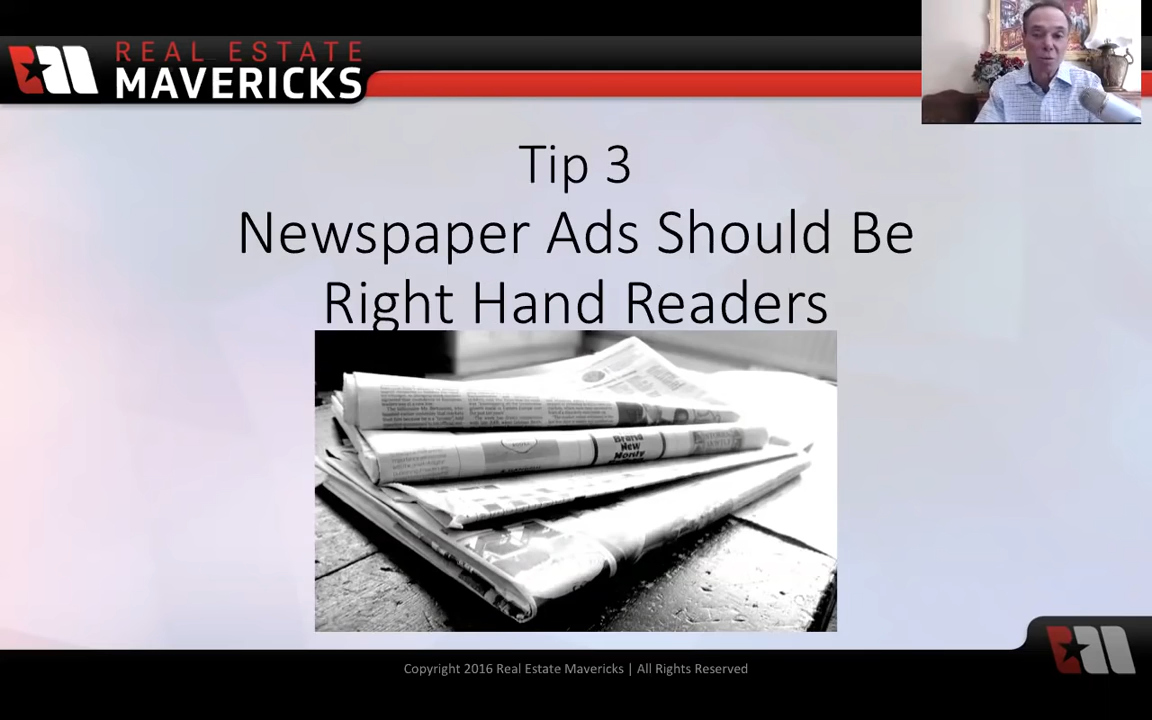 REAL ESTATE
MAVERICKS
Tip 3
Newspaper Ads Should Be
Right Hand Readers
Brand
New
Copyright 2016 Real Estate Mavericks | All Rights Reserved